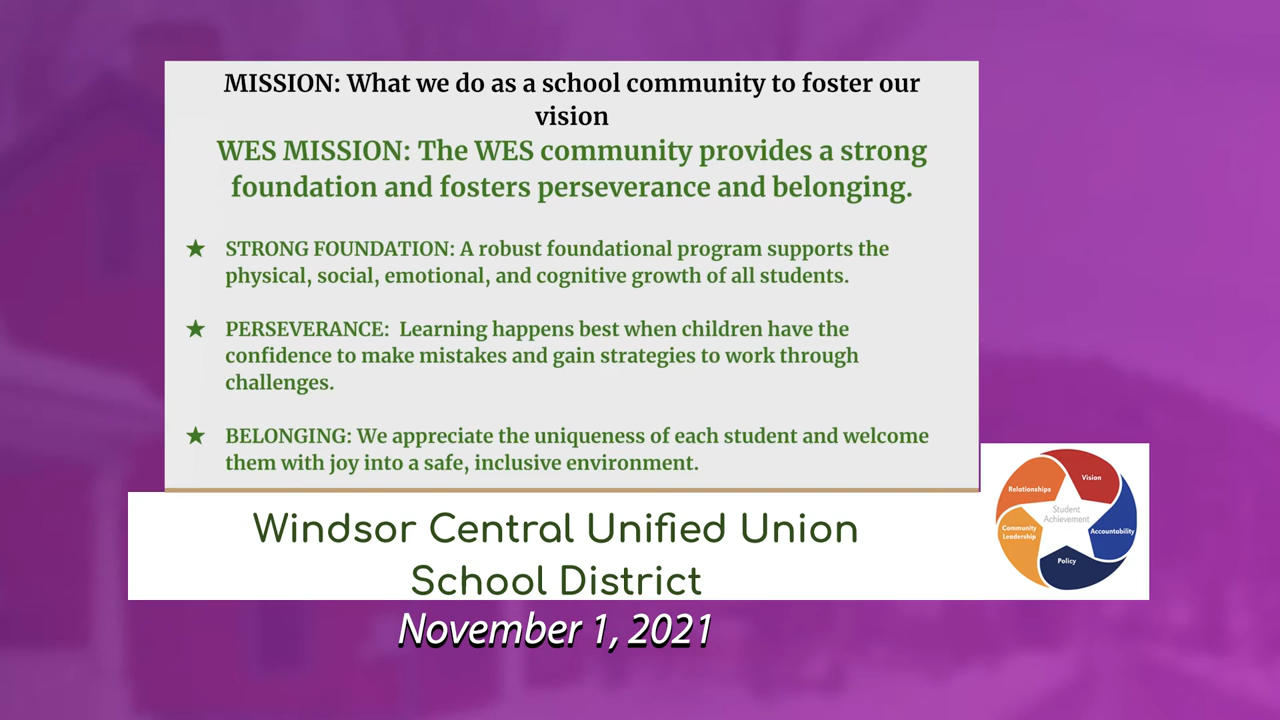 MISSION: What we do as a school community to foster our
vision
WES MISSION: The WES community provides a strong
foundation and fosters perseverance and belonging.
★ STRONG FOUNDATION: A robust foundational program supports the
physical, social, emotional, and cognitive growth of all students.
★ PERSEVERANCE: Learning happens best when children have the
confidence to make mistakes and gain strategies to work through
challenges.
★ BELONGING: We appreciate the uniqueness of each student and welcome
them with joy into a safe, inclusive environment.
Windsor Central Unified Union
School District
November 1, 2021
Vision
Relationships
Student
Achievement
Community
Leadership
Accountability
Policy